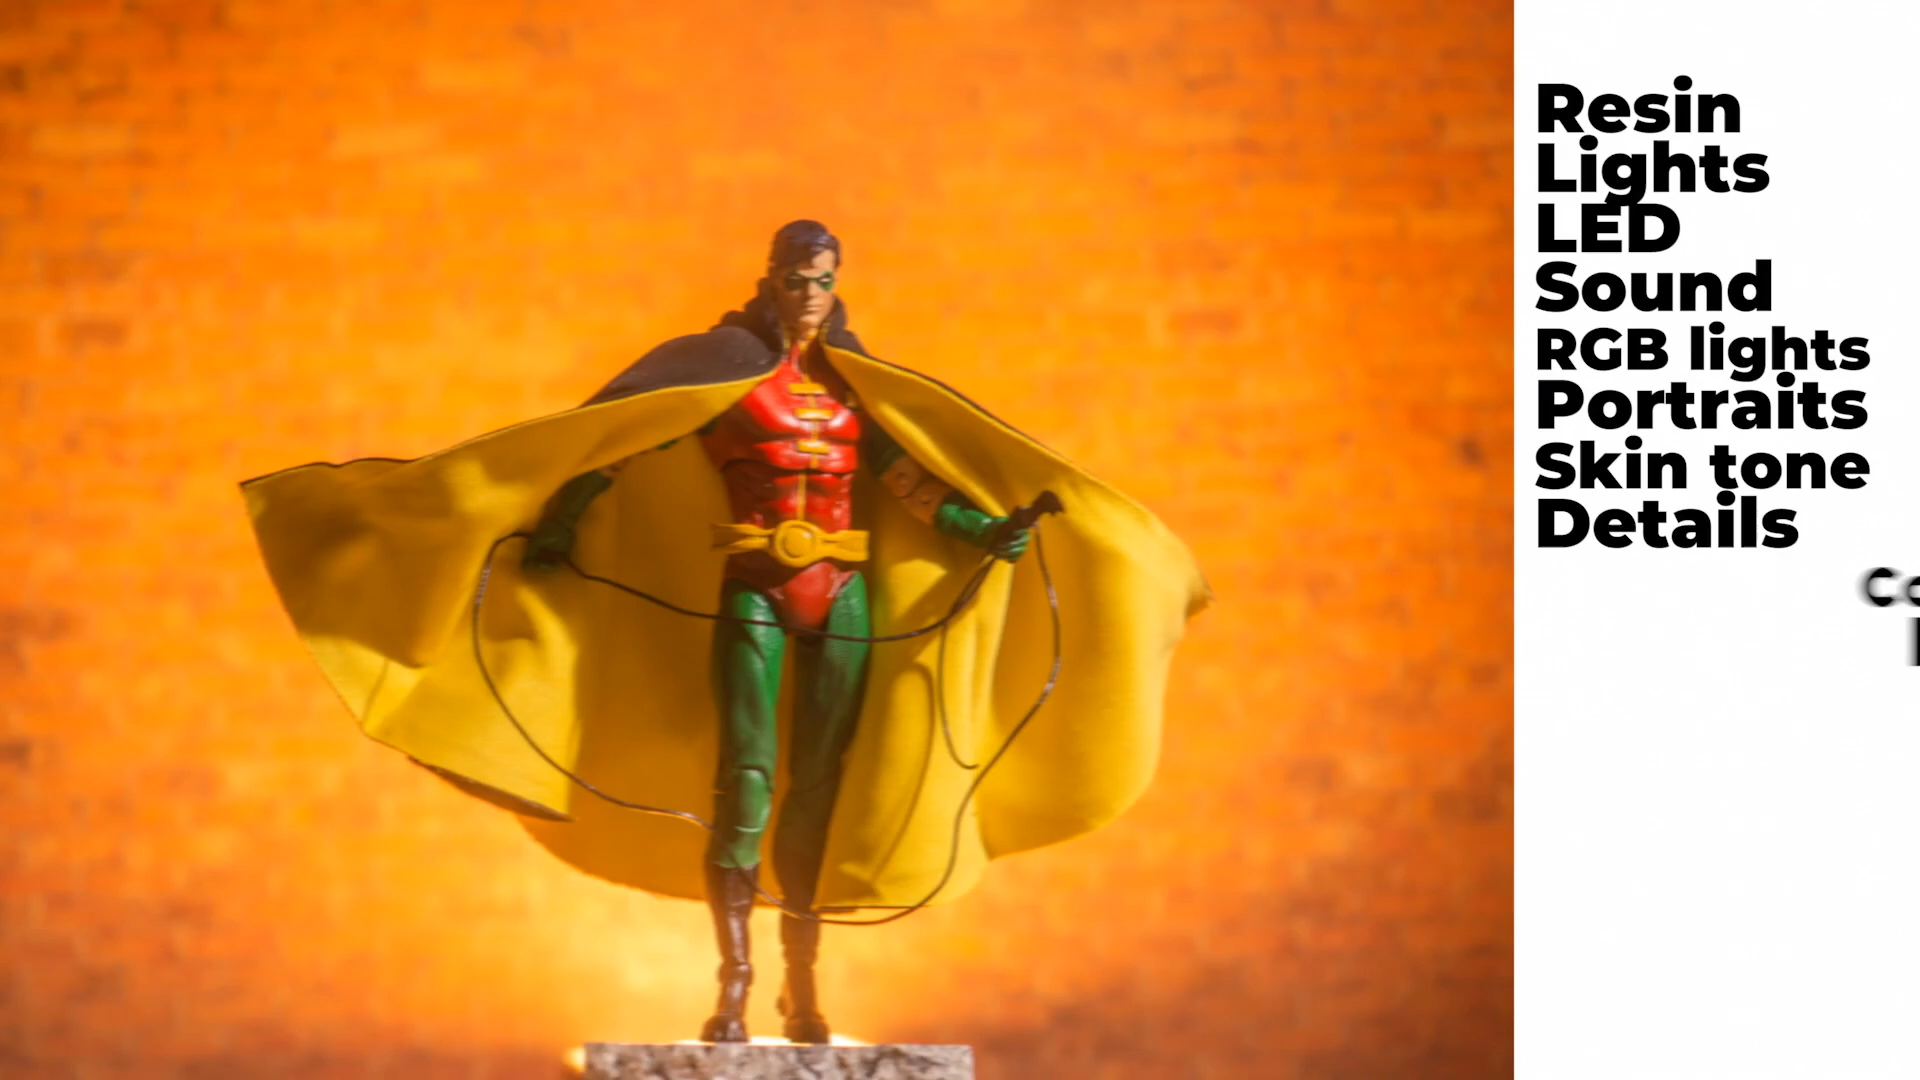 Resin
Lights
LED
Sound
RGB lights
Portraits
Skin tone
Details